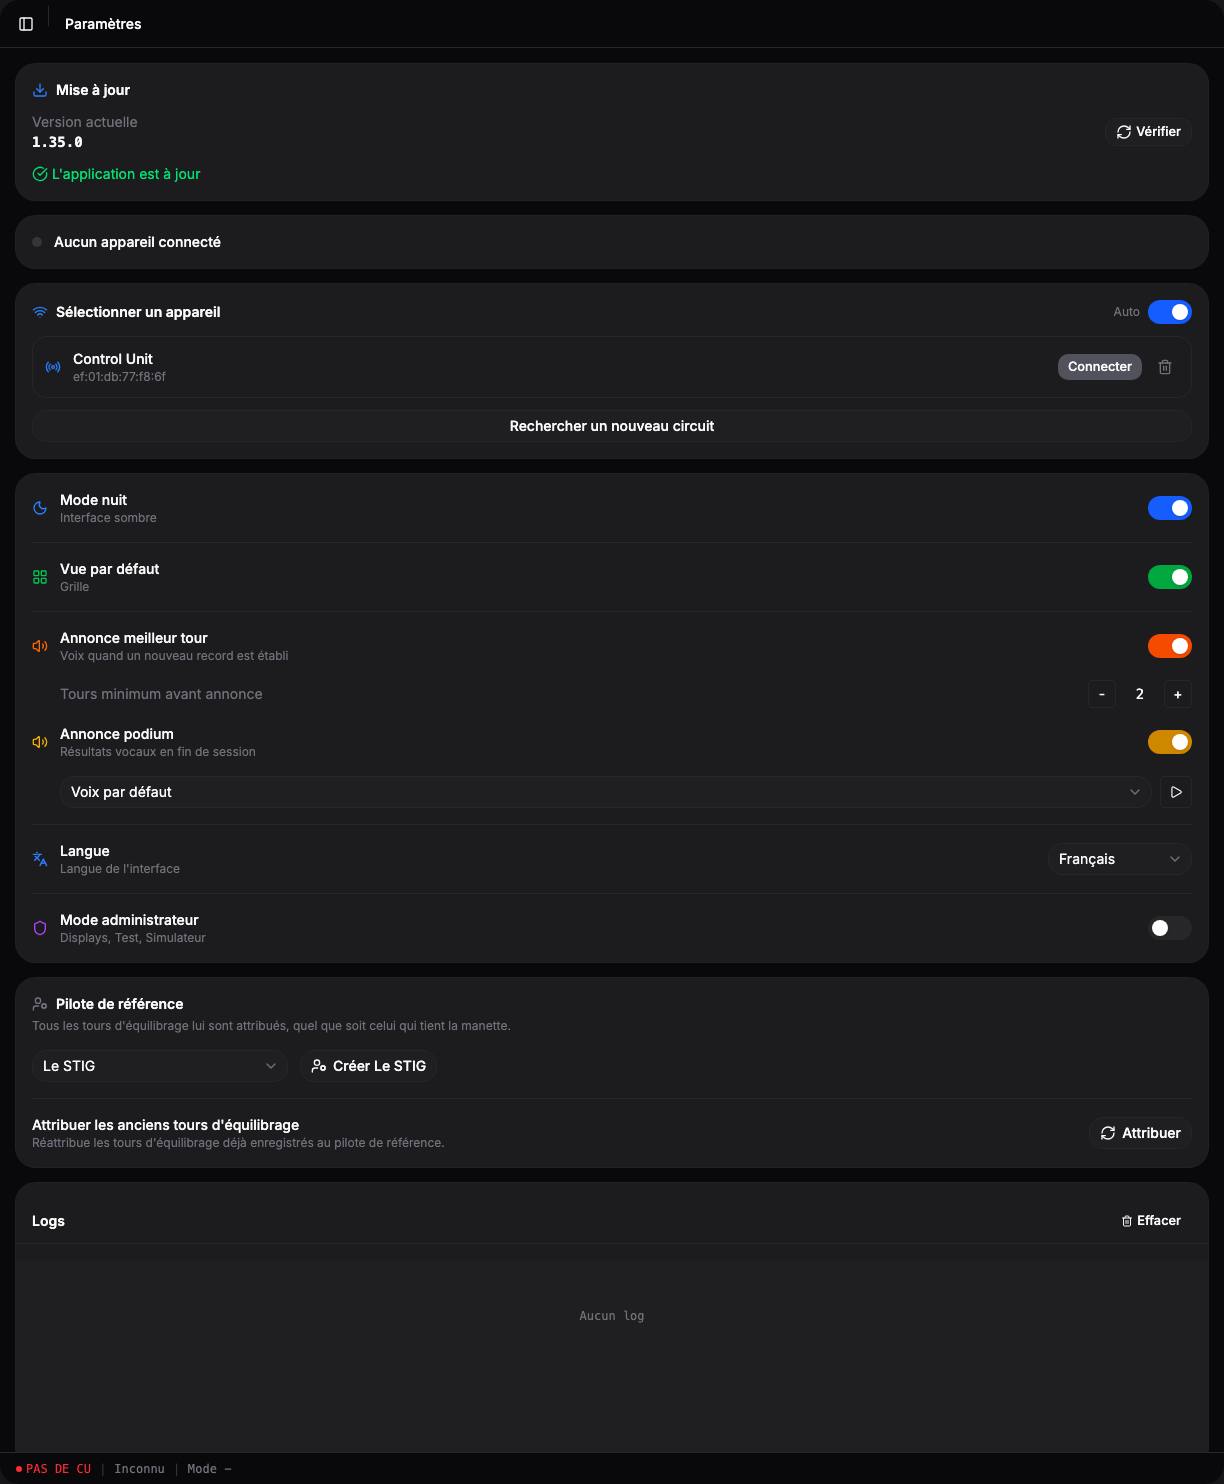 Paramètres
Mise à jour
Version actuelle
1.35.0
Vérifier
L'application est à jour
Aucun appareil connecté
Sélectionner un appareil
Auto
Control Unit
ef:01:db:77:f8:6f
Connecter
Rechercher un nouveau circuit
Mode nuit
Interface sombre
Vue par défaut
Grille
Annonce meilleur tour
Voix quand un nouveau record est établi
Tours minimum avant annonce
- 2 +
Annonce podium
Résultats vocaux en fin de session
Voix par défaut
Langue
Langue de l'interface
Français
Mode administrateur
Displays, Test, Simulateur
Pilote de référence
Tous les tours d'équilibrage lui sont attribués, quel que soit celui qui tient la manette.
Le STIG
Créer Le STIG
Attribuer les anciens tours d'équilibrage
Réattribue les tours d'équilibrage déjà enregistrés au pilote de référence.
Attribuer
Logs
Effacer
Aucun log
PAS DE CU | Inconnu | Mode —